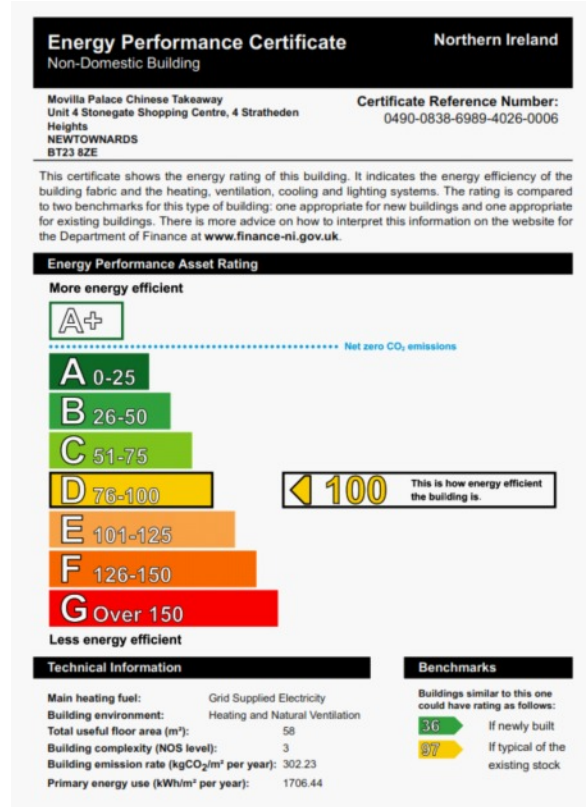 Energy Performance Certificate
Northern Ireland
Non-Domestic Building
Movilla Palace Chinese Takeaway
Unit 4 Stonegate Shopping Centre, 4 Stratheden
Heights
NEWTOWNARDS
BT23 8ZE
Certificate Reference Number:
0490-0838-6989-4026-0006
This certificate shows the energy rating of this building. It indicates the energy efficiency of the
building fabric and the heating, ventilation, cooling and lighting systems. The rating is compared
to two benchmarks for this type of building: one appropriate for new buildings and one appropriate
for existing buildings. There is more advice on how to interpret this information on the website for
the Department of Finance at www.finance-ni.gov.uk.
Energy Performance Asset Rating
More energy efficient
A+
Net zero CO₂ emissions
A 0-25
B 26-50
C 51-75
D 76-100
100
This is how energy efficient
the building is.
E 101-125
F 126-150
G Over 150
Less energy efficient
Technical Information
Main heating fuel: Grid Supplied Electricity
Building environment: Heating and Natural Ventilation
Total useful floor area (m²): 58
Building complexity (NOS level): 3
Building emission rate (kgCO₂/m² per year): 302.23
Primary energy use (kWh/m² per year): 1706.44
Benchmarks
Buildings similar to this one
could have rating as follows:
36 If newly built
97 If typical of the
existing stock